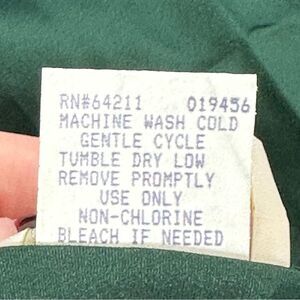 RN#64211 019456
MACHINE WASH COLD
GENTLE CYCLE
TUMBLE DRY LOW
REMOVE PROMPTLY
USE ONLY
NON-CHLORINE
BLEACH IF NEEDED